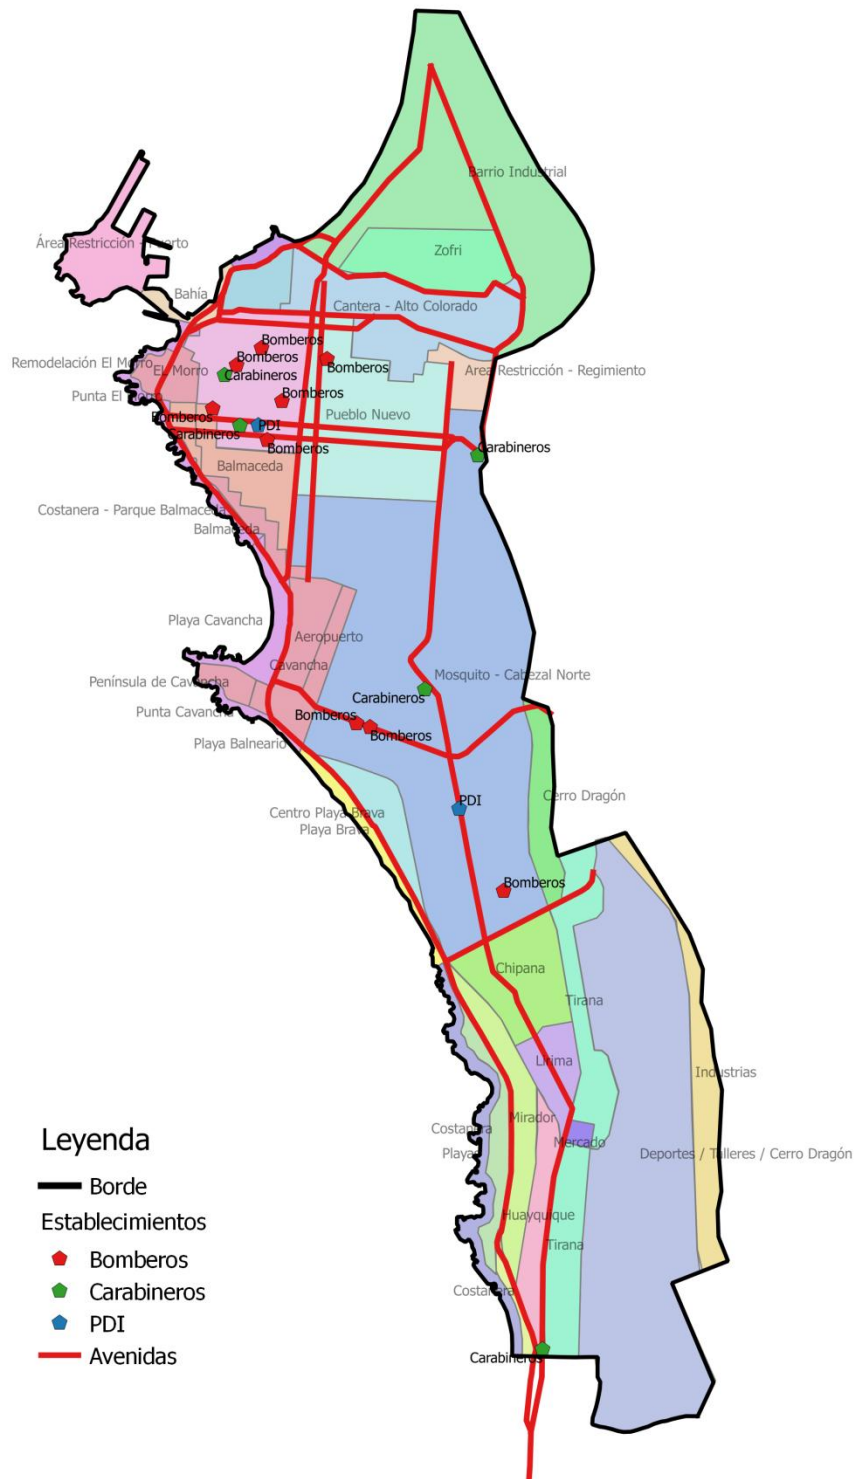 Barrio Industrial
Área Restricción - Puerto
Zofri
Bahía
Cantera - Alto Colorado
Bomberos
Bomberos
Bomberos
Remodelación El Morro
EL Morro
Carabineros
Area Restricción - Regimiento
Punta El Morro
Bomberos
Bomberos
Pueblo Nuevo
PDI
Carabineros
Bomberos
Carabineros
Balmaceda
Costanera - Parque Balmaceda
Balmaceda
Playa Cavancha
Aeropuerto
Cavancha
Mosquito - Cabezal Norte
Península de Cavancha
Carabineros
Punta Cavancha
Bomberos
Bomberos
Playa Balneario
Cerro Dragón
PDI
Centro Playa Brava
Playa Brava
Bomberos
Chipana
Tirana
Lirima
Industrias
Mirador
Costanera
Mercado
Playas
Deportes / Talleres / Cerro Dragón
Huayquique
Tirana
Costanera
Carabineros
Leyenda
Borde
Establecimientos
Bomberos
Carabineros
PDI
Avenidas